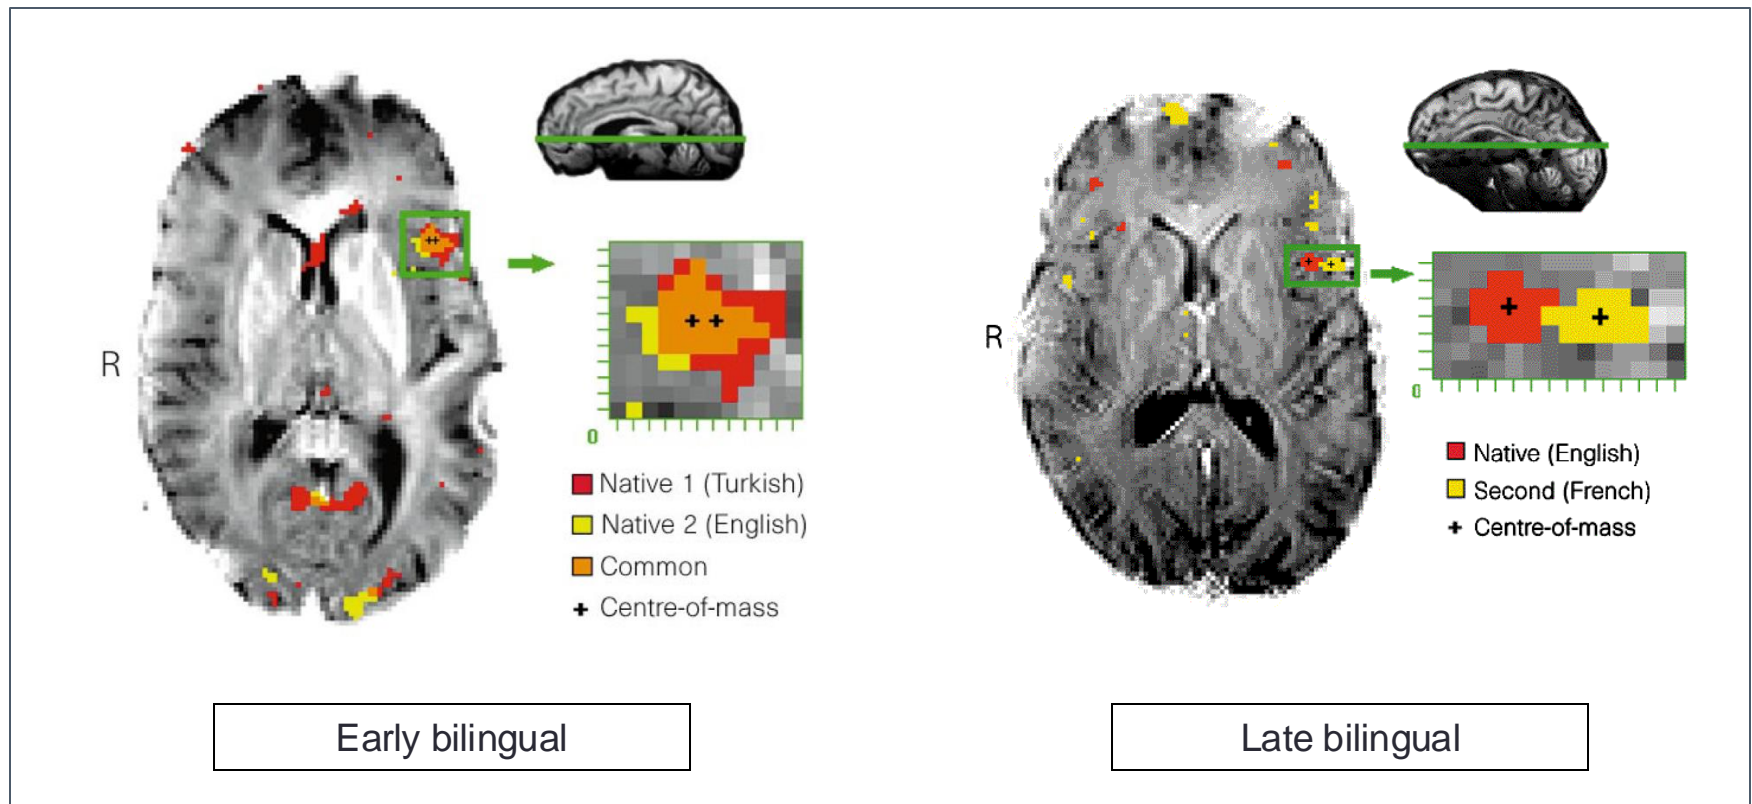 R
0
Native 1 (Turkish)
Native 2 (English)
Common
Centre-of-mass
Early bilingual
R
0
Native (English)
Second (French)
Centre-of-mass
Late bilingual